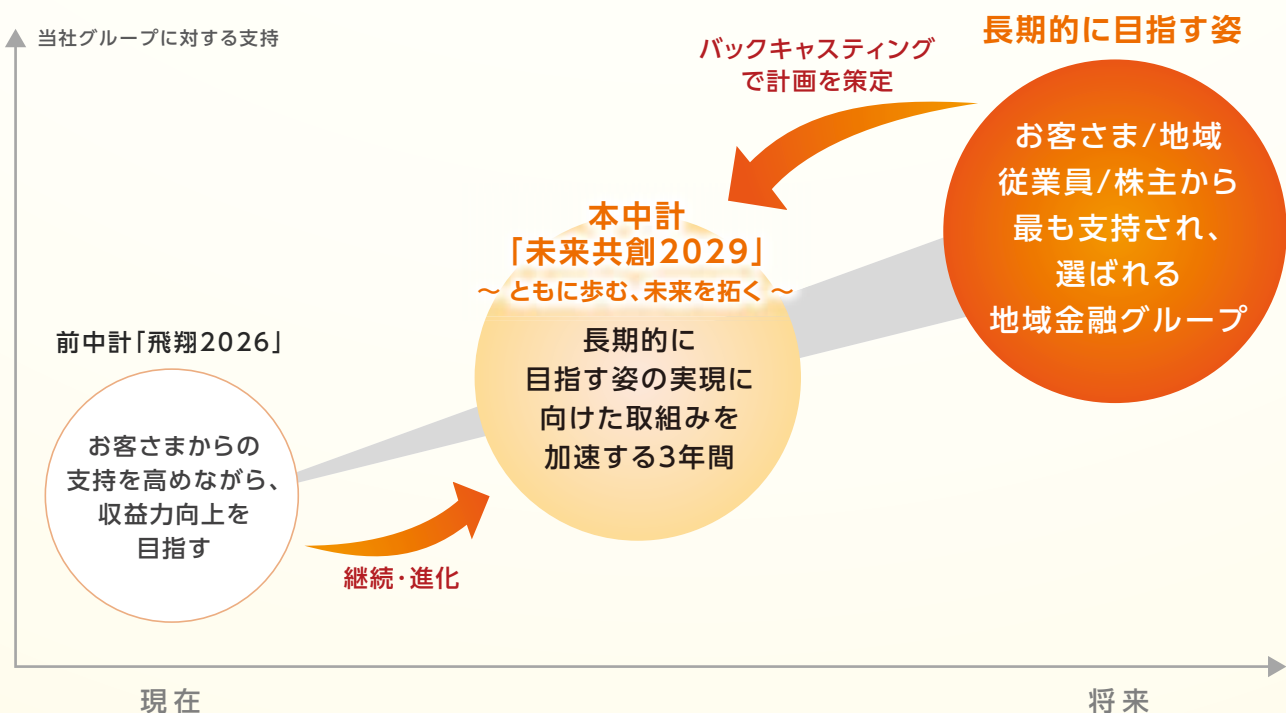 当社グループに対する支持
長期的に目指す姿
バックキャスティング
で計画を策定
お客さま/地域
従業員/株主から
最も支持され、
選ばれる
地域金融グループ
本中計
「未来共創2029」
～ ともに歩む、未来を拓く ～
長期的に
目指す姿の実現に
向けた取組みを
加速する3年間
前中計「飛翔2026」
お客さまからの
支持を高めながら、
収益力向上を
目指す
継続・進化
現在
将来